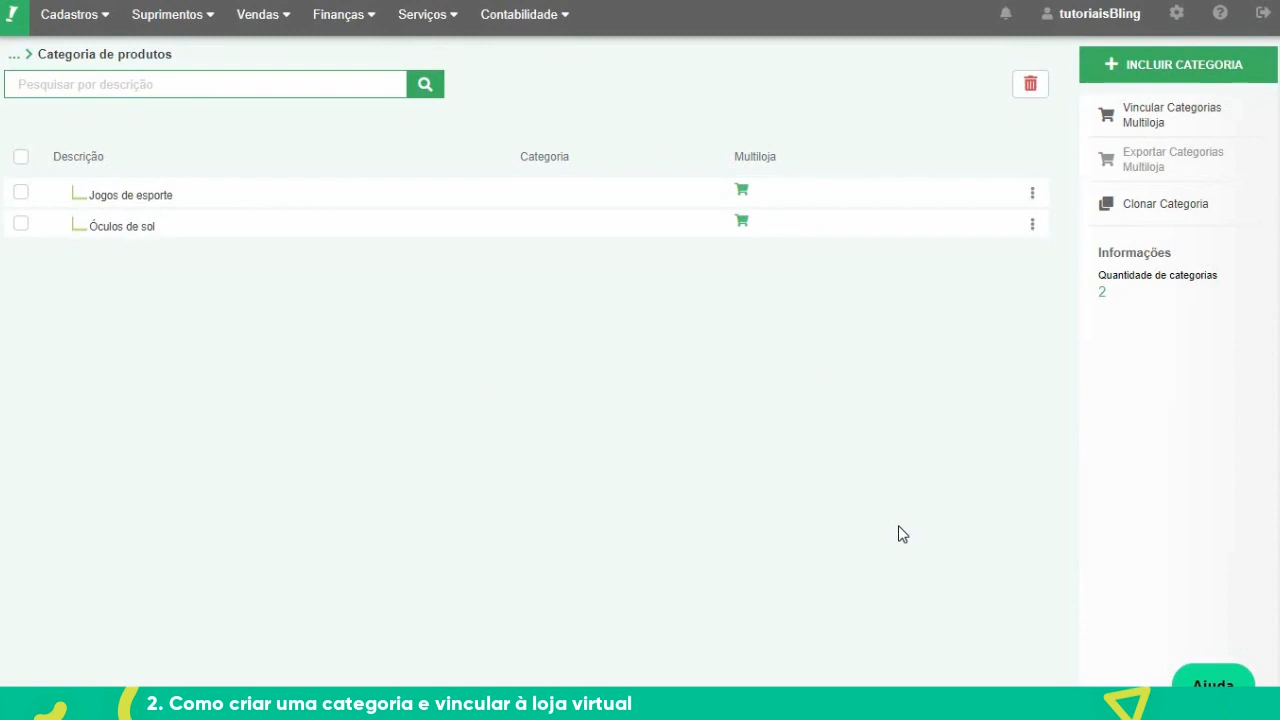 Cadastros Suprimentos Vendas Finanças Serviços Contabilidade tutoriaisBling
... Categoria de produtos
Pesquisar por descrição
INCLUIR CATEGORIA
Vincular Categorias
Multiloja
Exportar Categorias
Multiloja
Clonar Categoria
Informações
Quantidade de categorias
2
Descrição Categoria Multiloja
Jogos de esporte
Óculos de sol
Ajuda
2. Como criar uma categoria e vincular à loja virtual